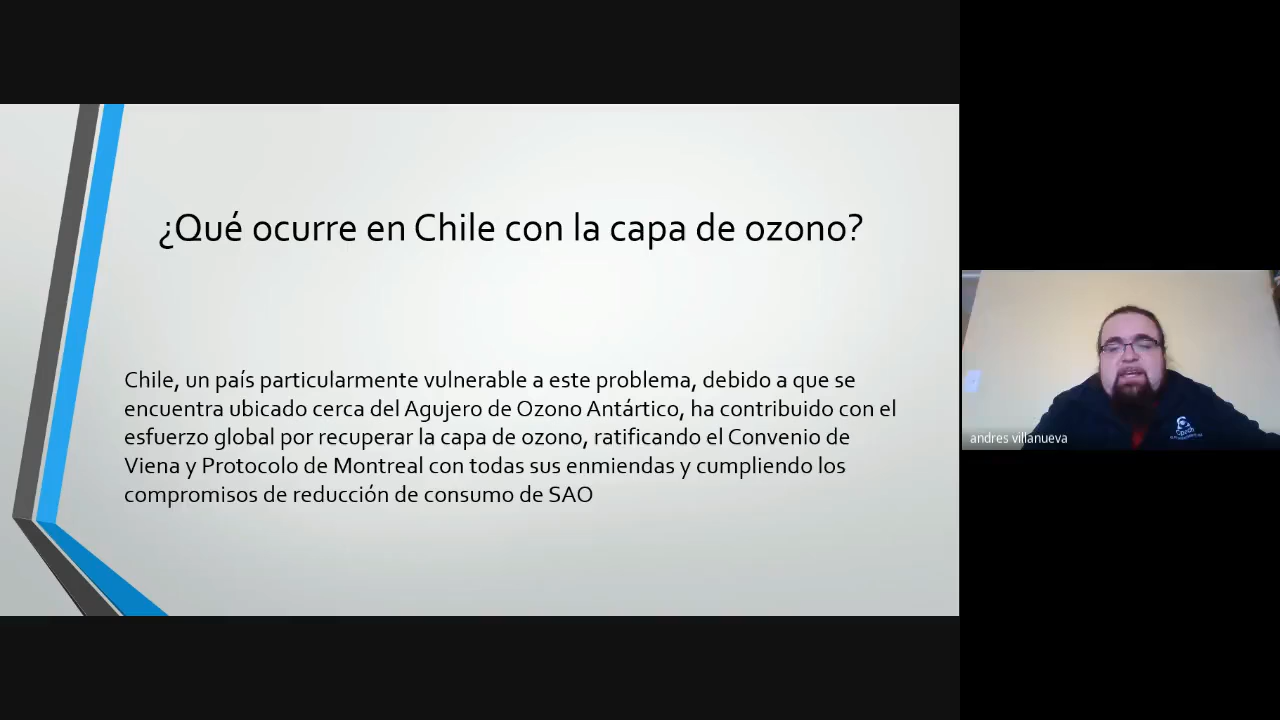 ¿Qué ocurre en Chile con la capa de ozono?
Chile, un país particularmente vulnerable a este problema, debido a que se
encuentra ubicado cerca del Agujero de Ozono Antártico, ha contribuido con el
esfuerzo global por recuperar la capa de ozono, ratificando el Convenio de
Viena y Protocolo de Montreal con todas sus enmiendas y cumpliendo los
compromisos de reducción de consumo de SAO
andres villanueva